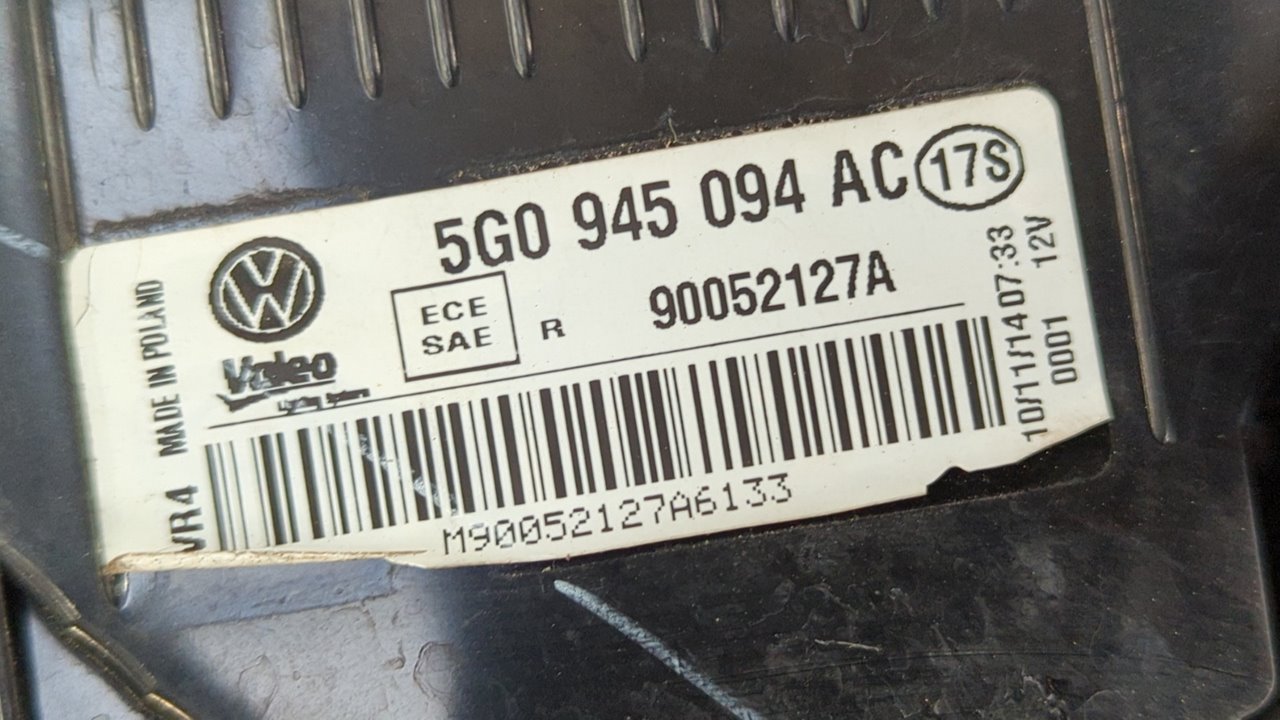 5G0 945 094 AC 17S
ECE
SAE
R 90052127A
Valeo
M90052127A6133
VR4 MADE IN POLAND
10/11/14 07:33
0001 12V